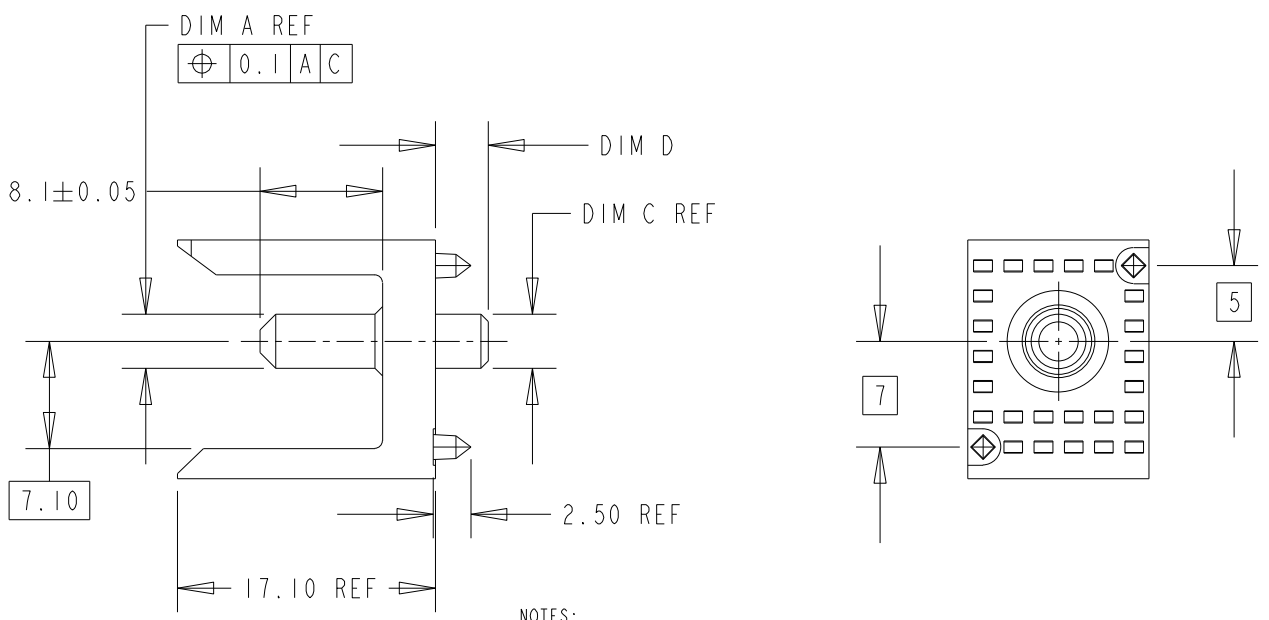 DIM A REF
⌖ 0.1 A C
DIM D
8.1±0.05
DIM C REF
5
7
7.10
2.50 REF
17.10 REF
NOTES: